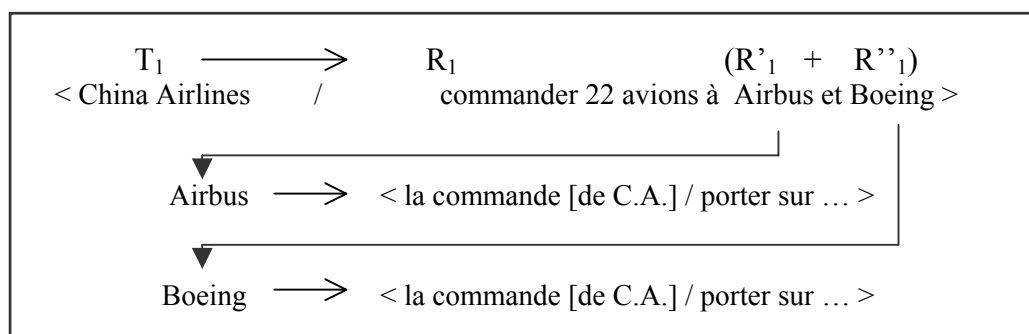 T₁ ⟶ R₁ (R’₁ + R’’₁)
< China Airlines / commander 22 avions à Airbus et Boeing >
Airbus ⟶ < la commande [de C.A.] / porter sur … >
Boeing ⟶ < la commande [de C.A.] / porter sur … >